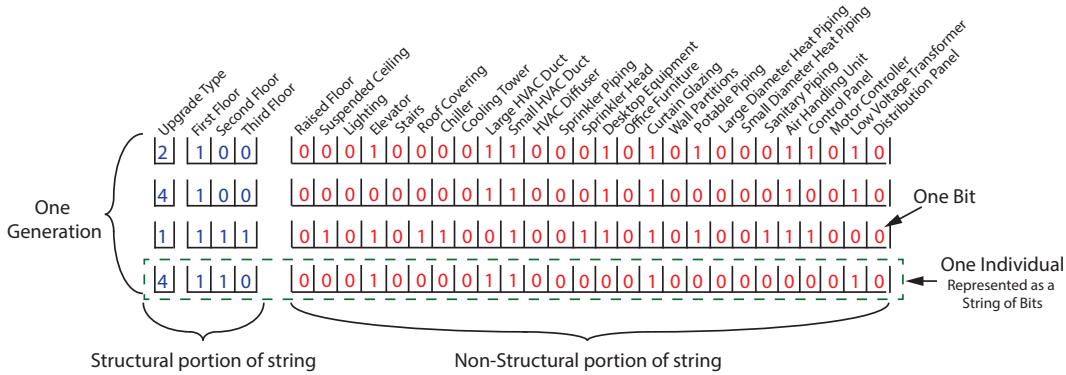 Upgrade Type
First Floor
Second Floor
Third Floor
Raised Floor
Suspended Ceiling
Lighting
Elevator
Stairs
Roof Covering
Chiller
Cooling Tower
Large HVAC Duct
Small HVAC Duct
HVAC Diffuser
Sprinkler Piping
Sprinkler Head
Desktop Equipment
Office Furniture
Curtain Glazing
Wall Partitions
Potable Piping
Large Diameter Heat Piping
Small Diameter Heat Piping
Sanitary Piping
Air Handling Unit
Control Panel
Motor Controller
Low Voltage Transformer
Distribution Panel
2 1 0 0 0 0 0 1 0 0 0 0 1 1 0 0 0 1 0 1 0 1 0 0 0 1 1 0 1 0
4 1 0 0 0 0 0 0 0 0 0 0 1 1 0 0 0 0 0 1 0 0 0 0 0 1 0 0 1 0
1 1 1 1 0 1 0 1 0 1 1 0 0 1 0 0 1 1 0 1 0 1 0 0 1 1 1 0 0 0
4 1 1 0 0 0 0 1 0 0 0 0 1 1 0 0 0 0 0 1 0 0 0 0 0 0 0 0 1 0
One
Generation
One Bit
One Individual
Represented as a
String of Bits
Structural portion of string
Non-Structural portion of string